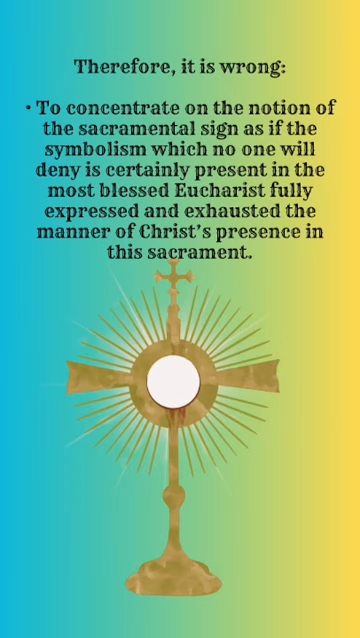 Therefore, it is wrong:
• To concentrate on the notion of
the sacramental sign as if the
symbolism which no one will
deny is certainly present in the
most blessed Eucharist fully
expressed and exhausted the
manner of Christ's presence in
this sacrament.